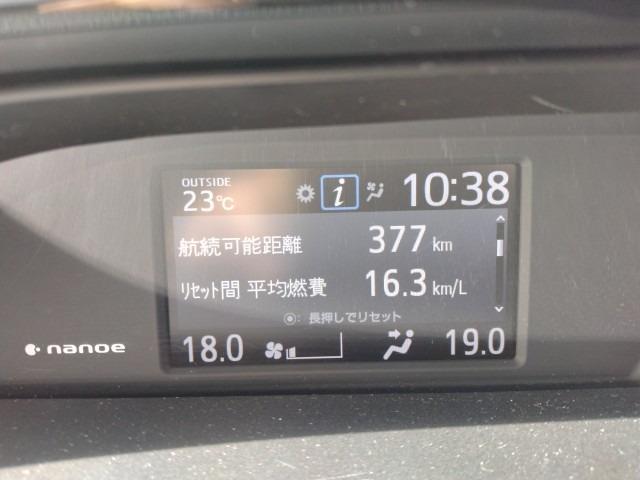 OUTSIDE
23℃
10:38
航続可能距離 377 km
リセット間 平均燃費 16.3 km/L
◉: 長押しでリセット
18.0
19.0
nanoe